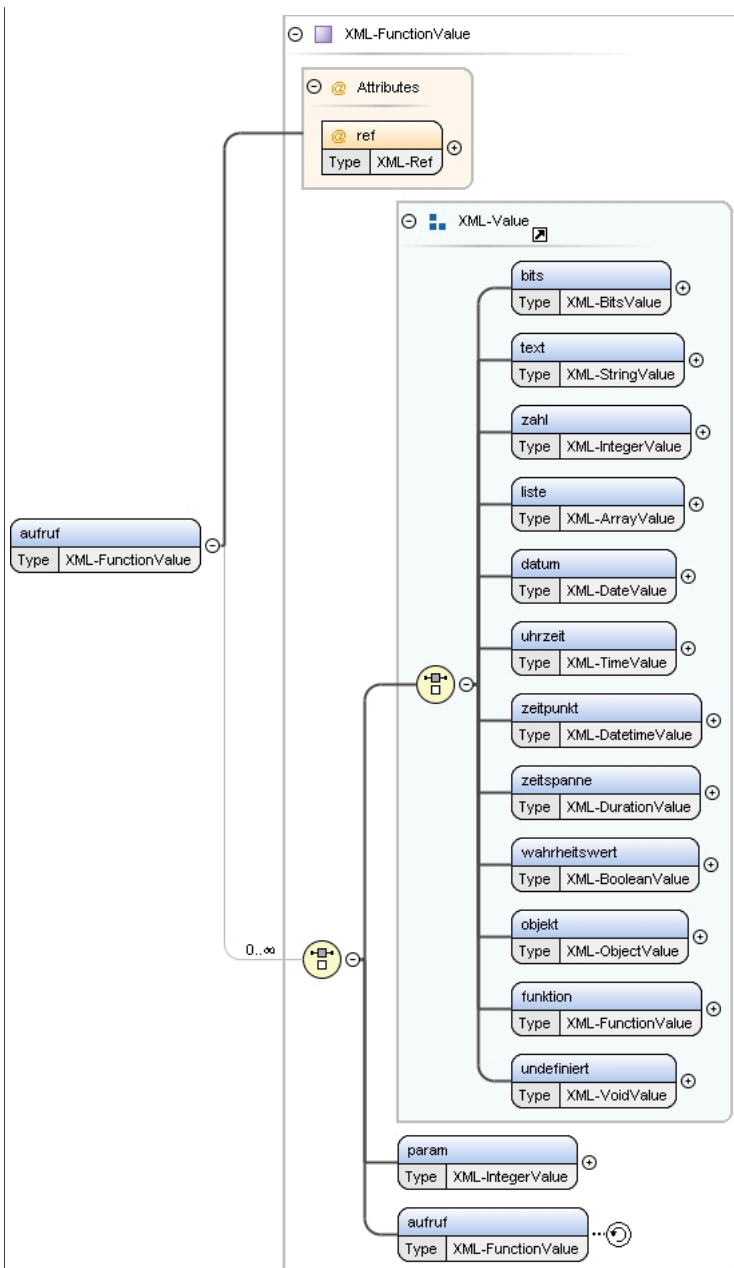 XML-FunctionValue
@ Attributes
@ ref
Type XML-Ref
XML-Value
bits
Type XML-BitsValue
text
Type XML-StringValue
zahl
Type XML-IntegerValue
liste
Type XML-ArrayValue
aufruf
Type XML-FunctionValue
datum
Type XML-DateValue
uhrzeit
Type XML-TimeValue
zeitpunkt
Type XML-DatetimeValue
zeitspanne
Type XML-DurationValue
wahrheitswert
Type XML-BooleanValue
objekt
Type XML-ObjectValue
0..∞
funktion
Type XML-FunctionValue
undefiniert
Type XML-VoidValue
param
Type XML-IntegerValue
aufruf
Type XML-FunctionValue